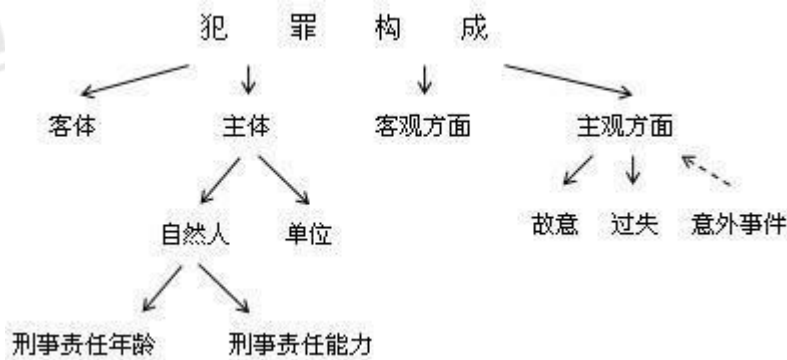 犯 罪 构 成
客体 主体 客观方面 主观方面
自然人 单位 故意 过失 意外事件
刑事责任年龄 刑事责任能力